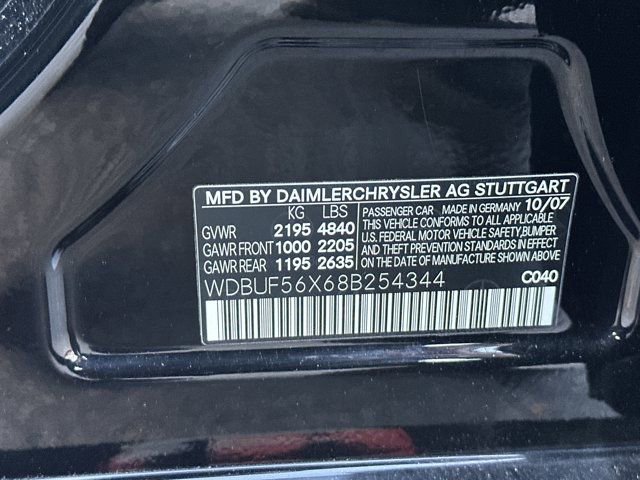 MFD BY DAIMLERCHRYSLER AG STUTTGART
KG LBS
GVWR 2195 4840
GAWR FRONT 1000 2205
GAWR REAR 1195 2635
PASSENGER CAR MADE IN GERMANY 10/07
THIS VEHICLE CONFORMS TO ALL APPLICABLE
U.S. FEDERAL MOTOR VEHICLE SAFETY,BUMPER
AND THEFT PREVENTION STANDARDS IN EFFECT
ON THE DATE OF MANUFACTURE SHOWN ABOVE
WDBUF56X68B254344
C040